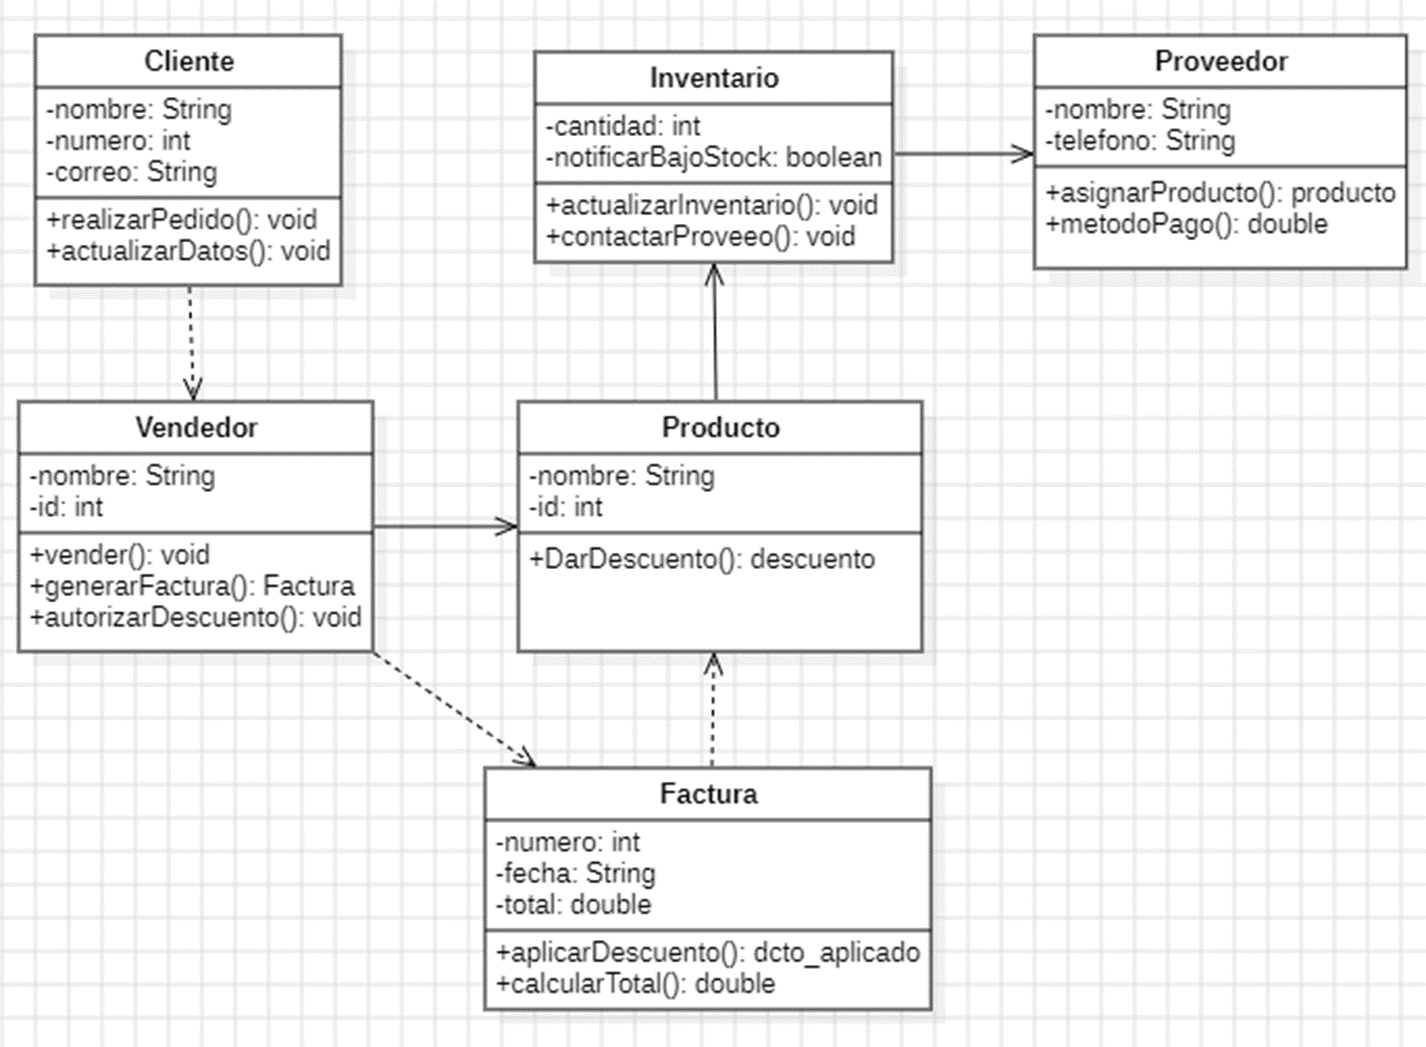 Cliente
-nombre: String
-numero: int
-correo: String
+realizarPedido(): void
+actualizarDatos(): void
Inventario
-cantidad: int
-notificarBajoStock: boolean
+actualizarInventario(): void
+contactarProveeo(): void
Proveedor
-nombre: String
-telefono: String
+asignarProducto(): producto
+metodoPago(): double
Vendedor
-nombre: String
-id: int
+vender(): void
+generarFactura(): Factura
+autorizarDescuento(): void
Producto
-nombre: String
-id: int
+DarDescuento(): descuento
Factura
-numero: int
-fecha: String
-total: double
+aplicarDescuento(): dcto_aplicado
+calcularTotal(): double